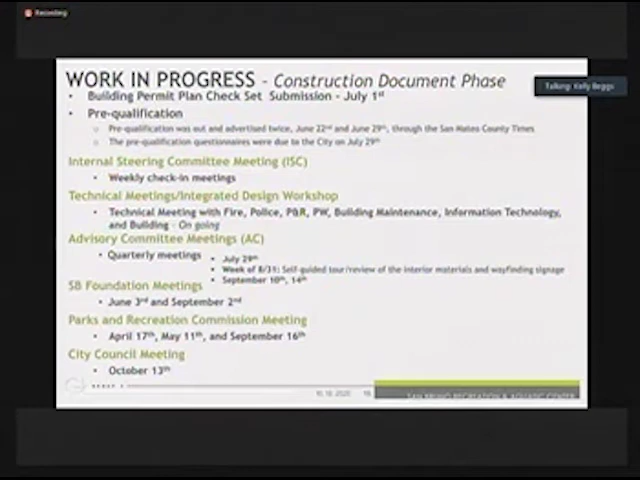 Recording
WORK IN PROGRESS - Construction Document Phase
Talking: Kelly Beggs
• Building Permit Plan Check Set Submission - July 1st
• Pre-qualification
o Pre-qualification was out and advertised twice, June 22nd and June 29th, through the San Mateo County Times
o The pre-qualification questionnaires were due to the City on July 29th
Internal Steering Committee Meeting (ISC)
• Weekly check-in meetings
Technical Meetings/Integrated Design Workshop
• Technical Meeting with Fire, Police, P&R, PW, Building Maintenance, Information Technology,
and Building - On going
Advisory Committee Meetings (AC)
• Quarterly meetings
• July 29th
• Week of 8/31: Self-guided tour/review of the interior materials and wayfinding signage
• September 10th, 14th
SB Foundation Meetings
• June 3rd and September 2nd
Parks and Recreation Commission Meeting
• April 17th, May 11th, and September 16th
City Council Meeting
• October 13th
SAN BRUNO RECREATION & AQUATIC CENTER